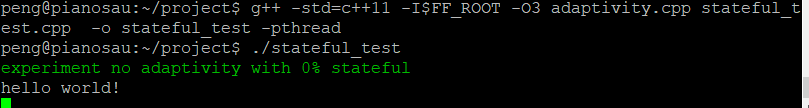 peng@pianosau:~/project$ g++ -std=c++11 -I$FF_ROOT -O3 adaptivity.cpp stateful_t
est.cpp  -o stateful_test -pthread
peng@pianosau:~/project$ ./stateful_test
experiment no adaptivity with 0% stateful
hello world!